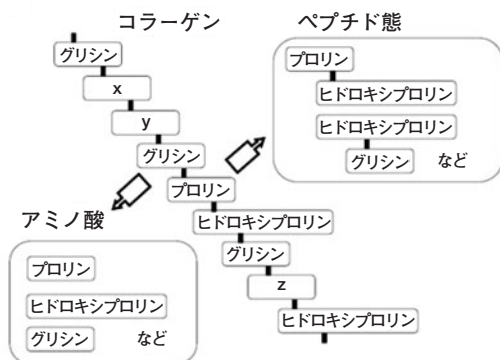 コラーゲン
グリシン
x
y
グリシン
プロリン
ヒドロキシプロリン
グリシン
z
ヒドロキシプロリン
ペプチド態
プロリン
ヒドロキシプロリン
ヒドロキシプロリン
グリシン など
アミノ酸
プロリン
ヒドロキシプロリン
グリシン など